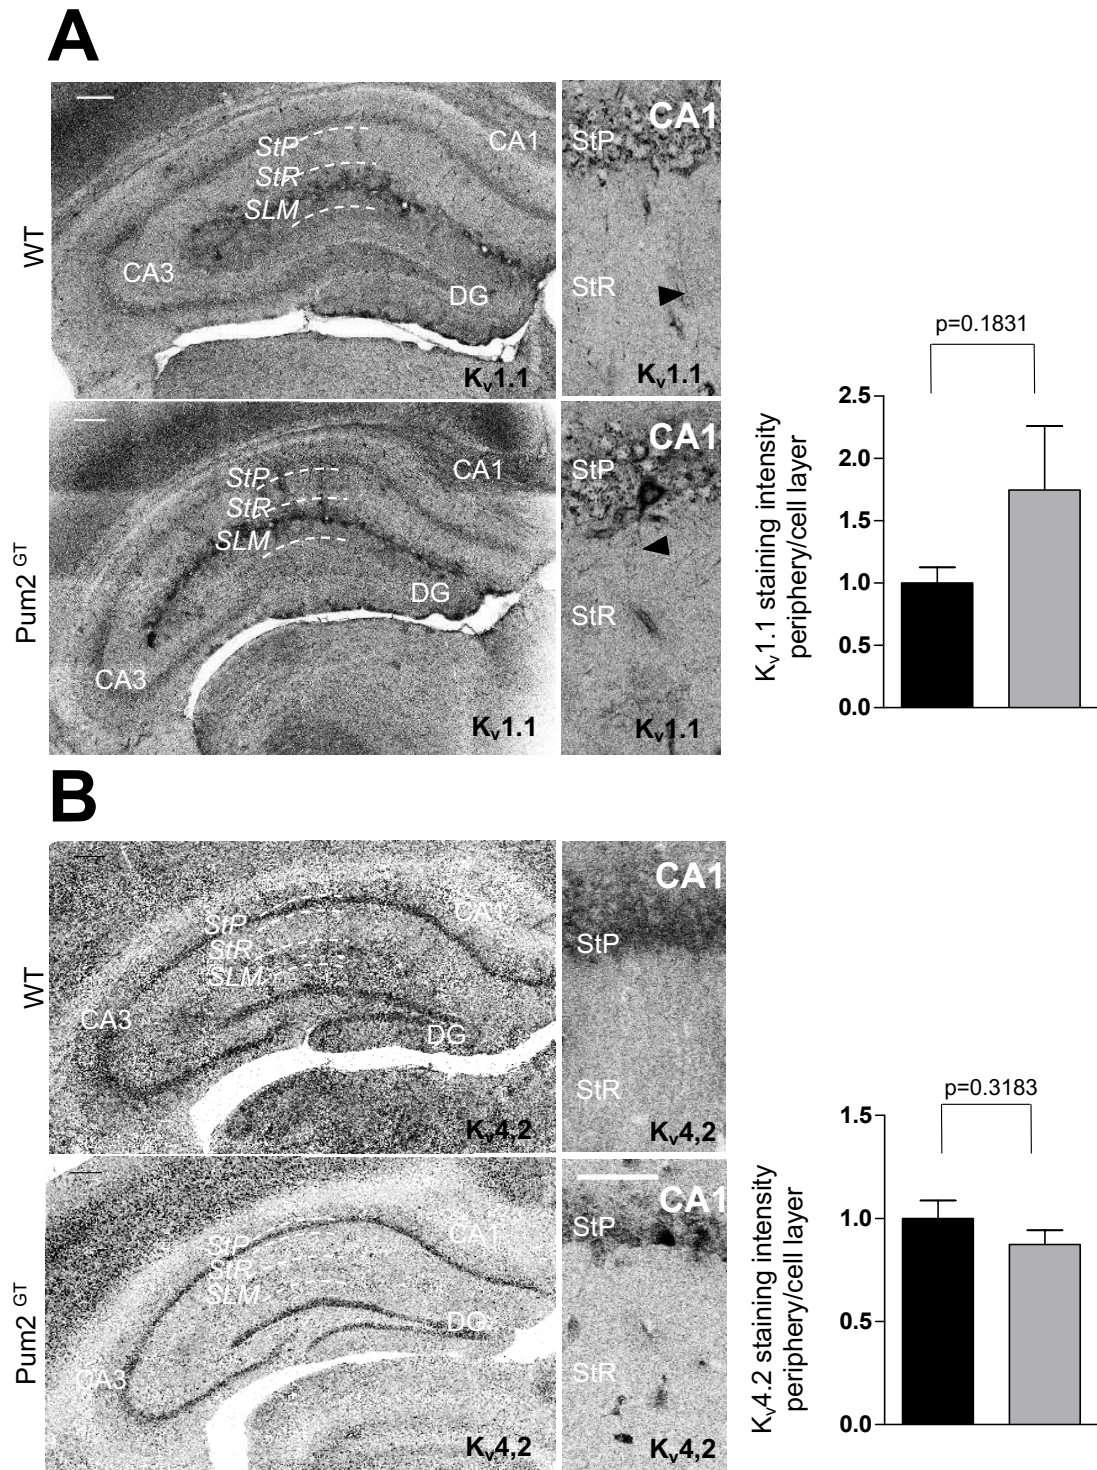 A
StP
StR
SLM
CA1
CA3
DG
Kv1.1
WT
CA1
StP
StR
Kv1.1
StP
StR
SLM
CA1
CA3
DG
Kv1.1
Pum2 GT
CA1
StP
StR
Kv1.1
p=0.1831
2.5
2.0
1.5
1.0
0.5
0.0
Kv1.1 staining intensity
periphery/cell layer
B
StP
StR
SLM
CA1
CA3
DG
Kv4,2
WT
CA1
StP
StR
Kv4,2
StP
StR
SLM
CA1
CA3
DG
Kv4,2
Pum2 GT
CA1
StP
StR
Kv4,2
p=0.3183
1.5
1.0
0.5
0.0
Kv4.2 staining intensity
periphery/cell layer